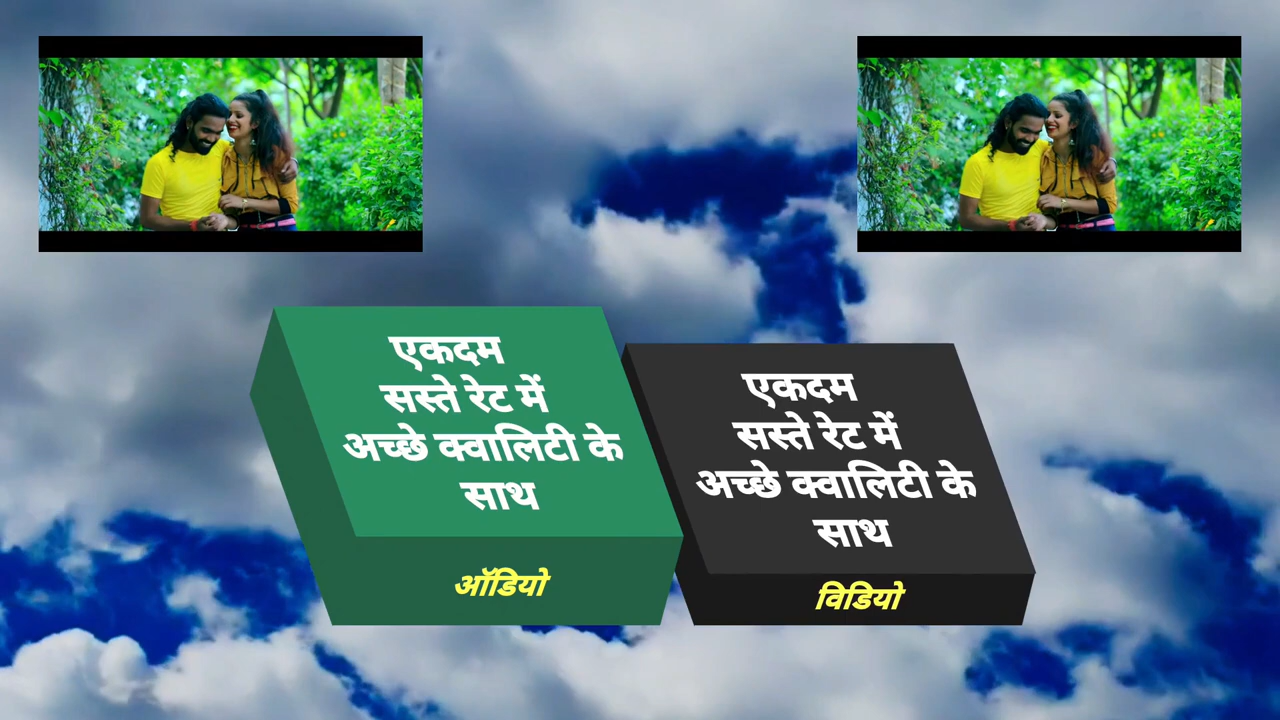 एकदम
सस्ते रेट में
अच्छे क्वालिटी के
साथ
ऑडियो
एकदम
सस्ते रेट में
अच्छे क्वालिटी के
साथ
विडियो